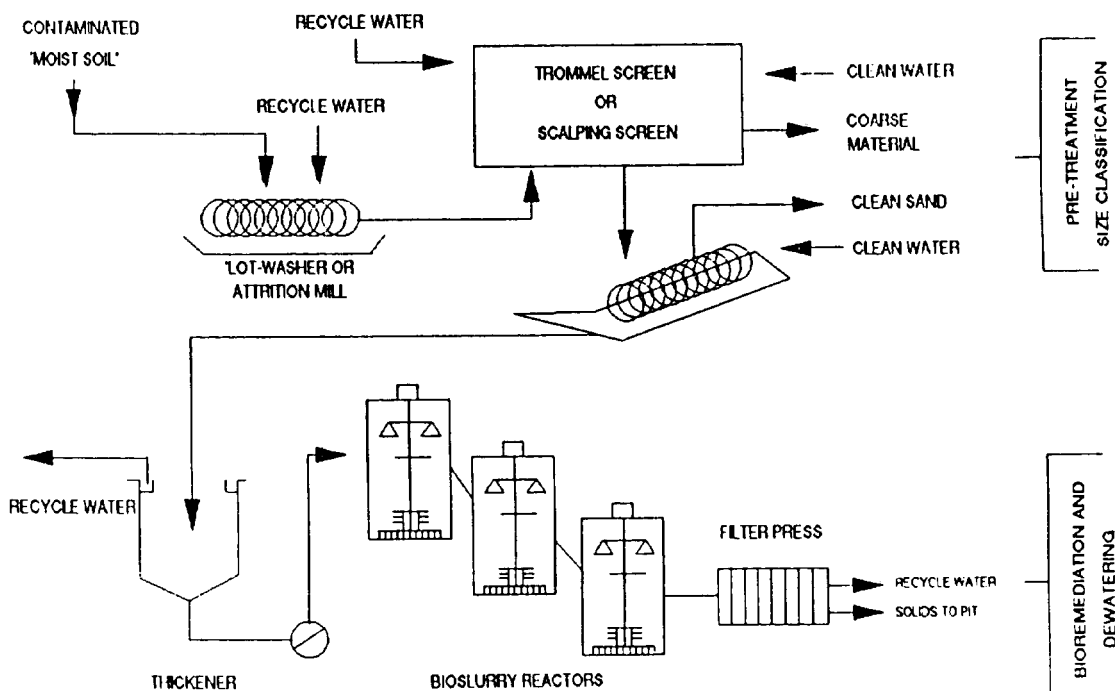 CONTAMINATED
"MOIST SOIL"
RECYCLE WATER
RECYCLE WATER
TROMMEL SCREEN
OR
SCALPING SCREEN
CLEAN WATER
COARSE
MATERIAL
CLEAN SAND
CLEAN WATER
"LOT-WASHER OR
ATTRITION MILL
PRE-TREATMENT
SIZE CLASSIFICATION
RECYCLE WATER
THICKENER
BIOSLURRY REACTORS
FILTER PRESS
RECYCLE WATER
SOLIDS TO PIT
BIOREMEDIATION AND
DEWATERING